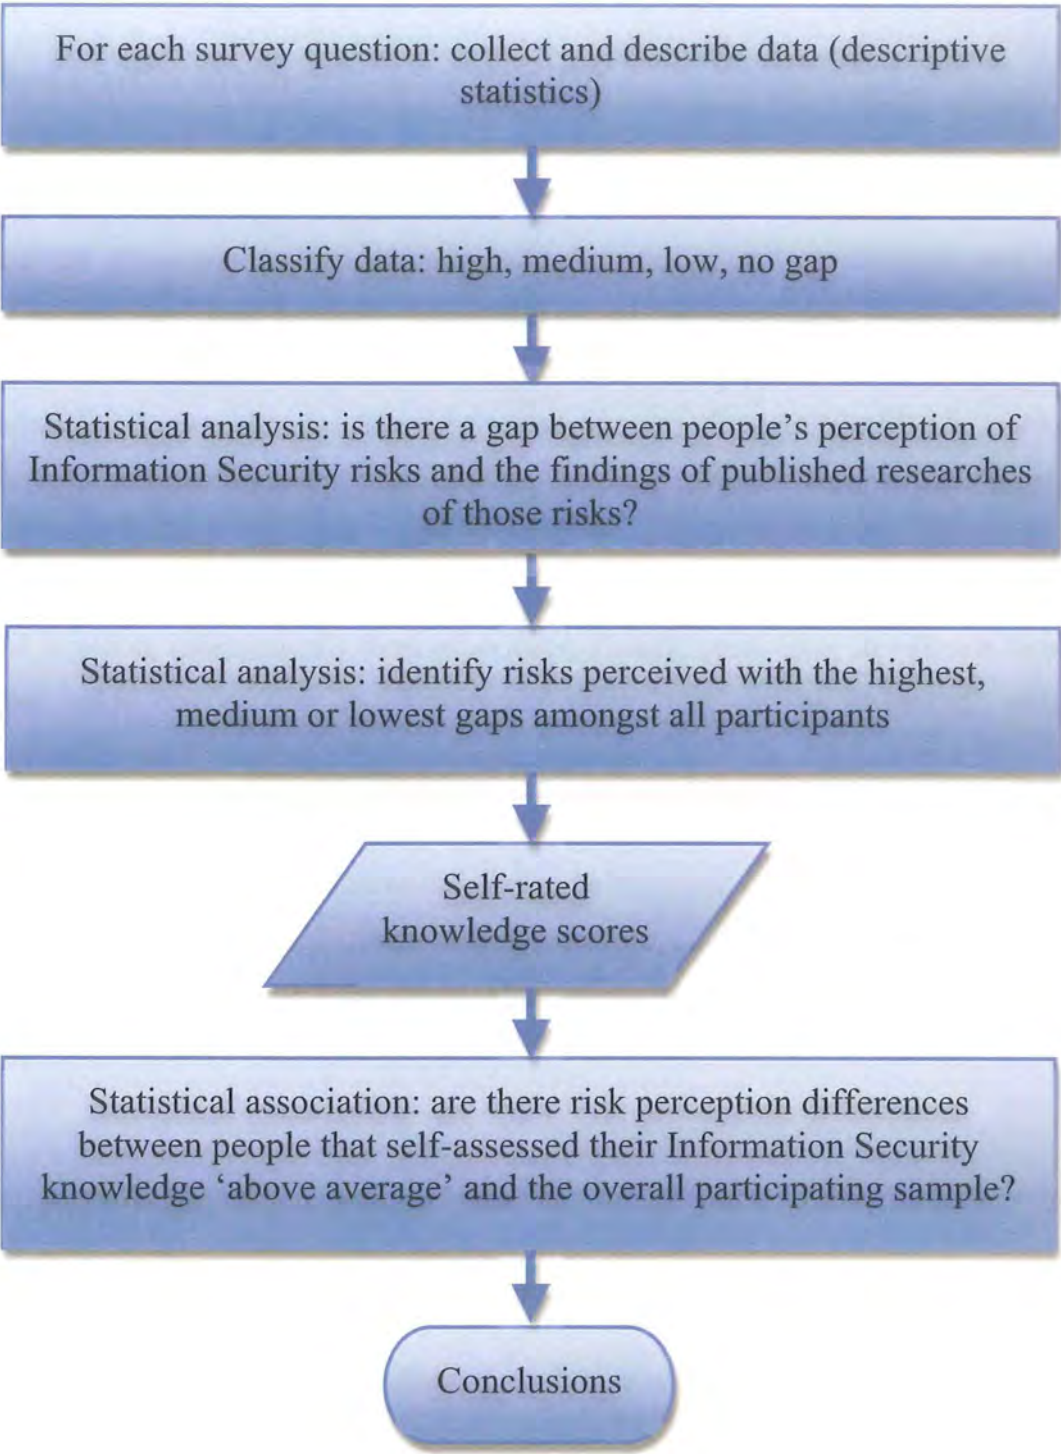 For each survey question: collect and describe data (descriptive
statistics)
Classify data: high, medium, low, no gap
Statistical analysis: is there a gap between people’s perception of
Information Security risks and the findings of published researches
of those risks?
Statistical analysis: identify risks perceived with the highest,
medium or lowest gaps amongst all participants
Self-rated
knowledge scores
Statistical association: are there risk perception differences
between people that self-assessed their Information Security
knowledge ‘above average’ and the overall participating sample?
Conclusions